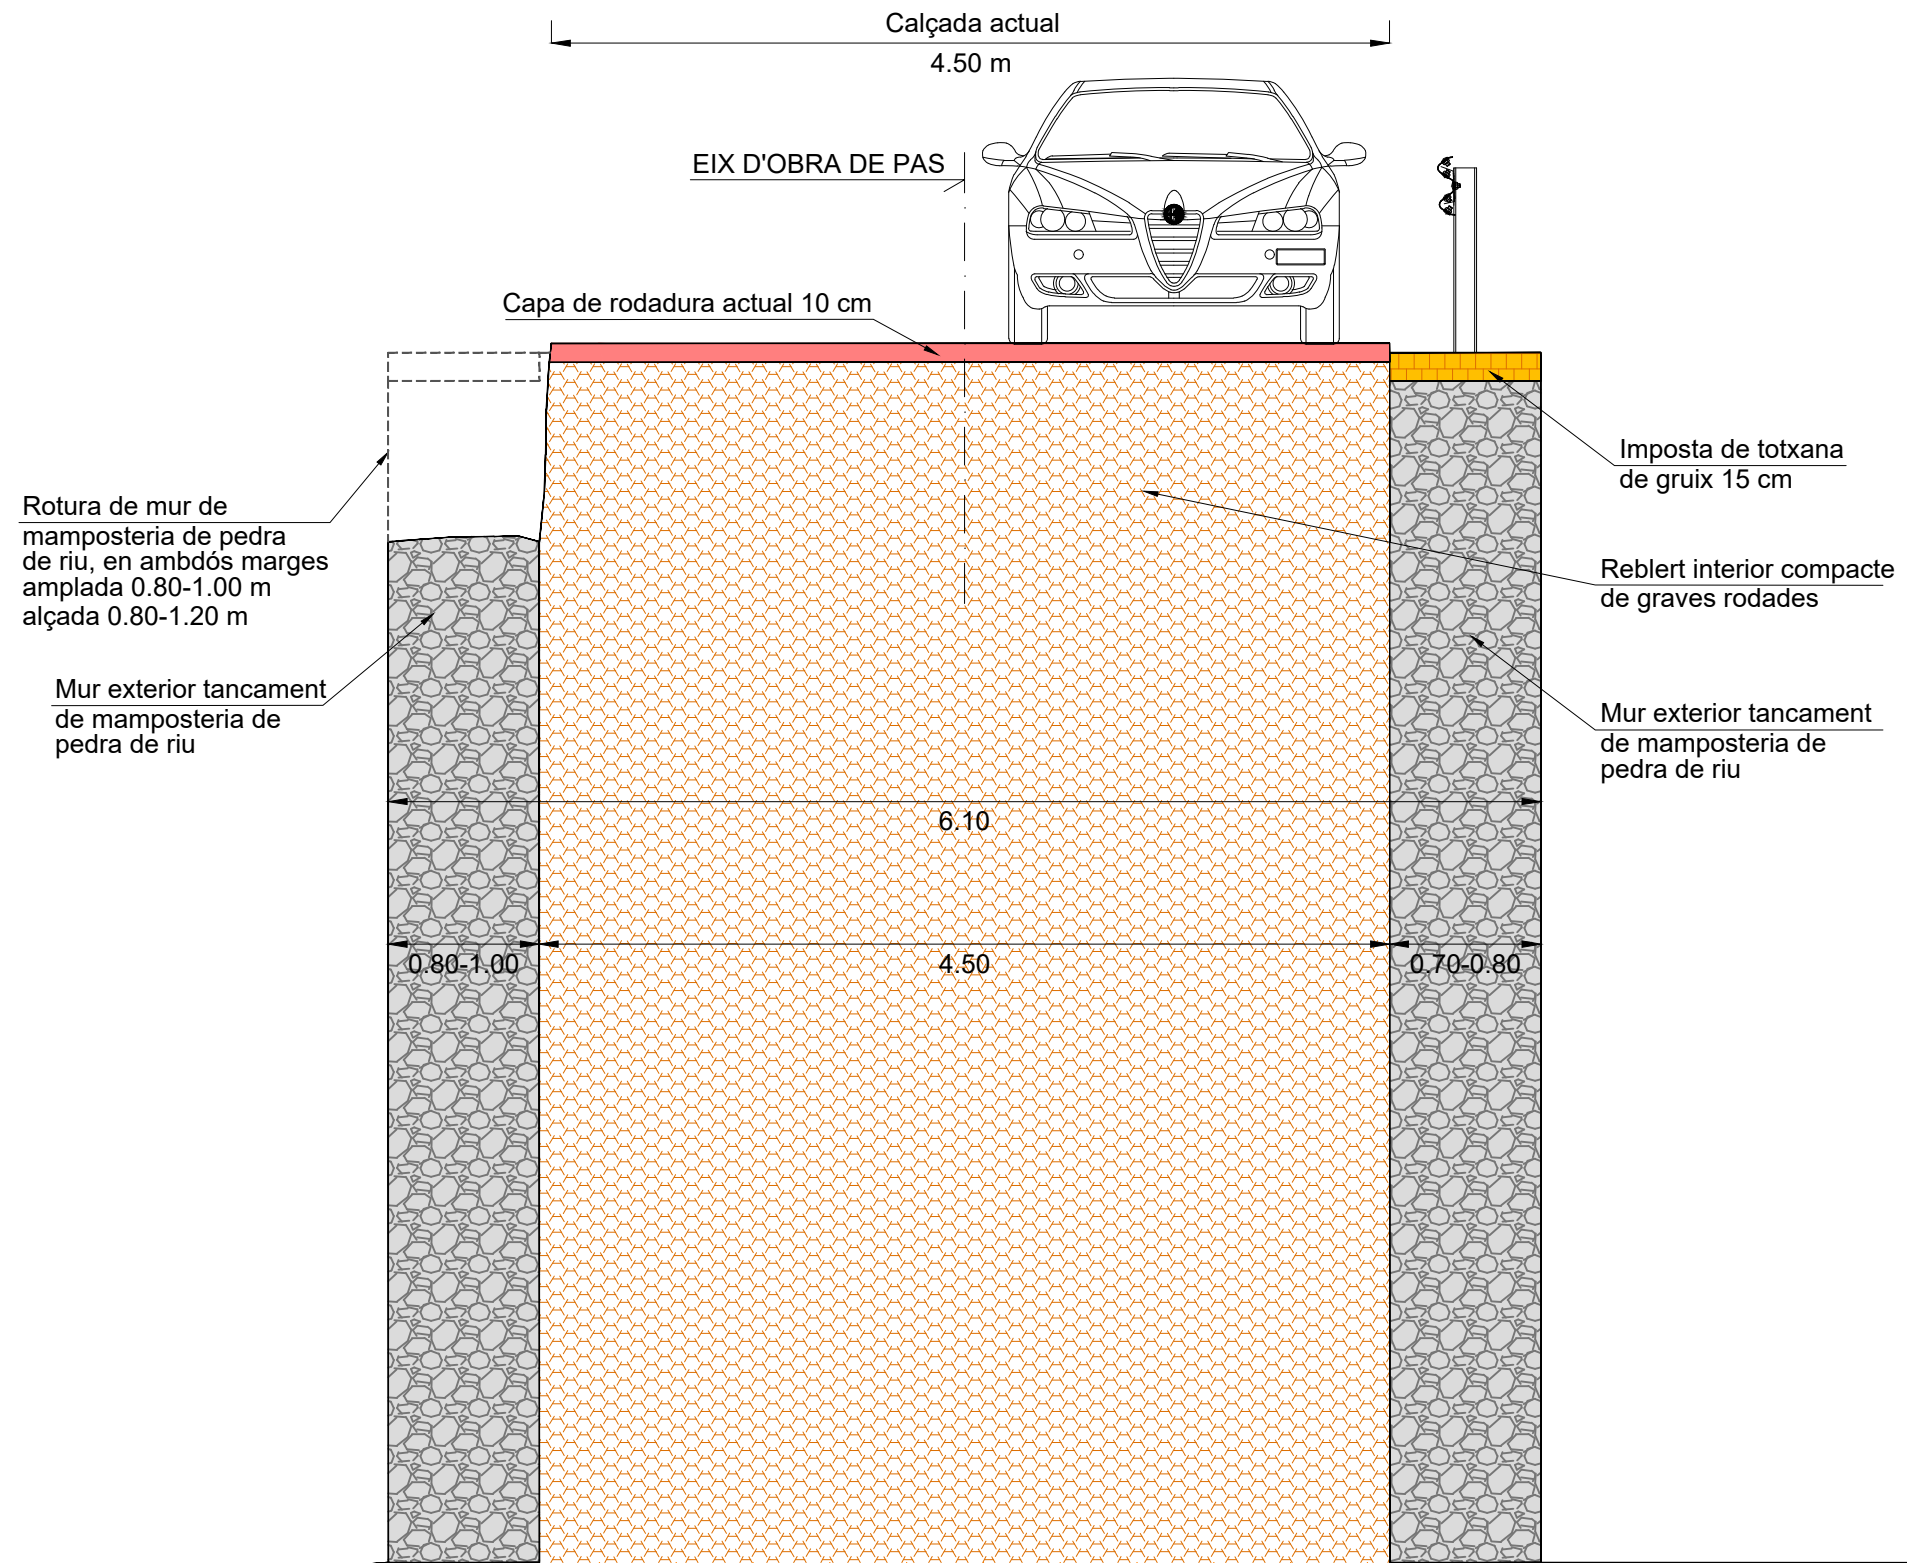 Calçada actual
4.50 m
EIX D'OBRA DE PAS
Capa de rodadura actual 10 cm
Imposta de totxana
de gruix 15 cm
Rotura de mur de
mamposteria de pedra
de riu, en ambdós marges
amplada 0.80-1.00 m
alçada 0.80-1.20 m
Reblert interior compacte
de graves rodades
Mur exterior tancament
de mamposteria de
pedra de riu
Mur exterior tancament
de mamposteria de
pedra de riu
6.10
0.80-1.00
4.50
0.70-0.80